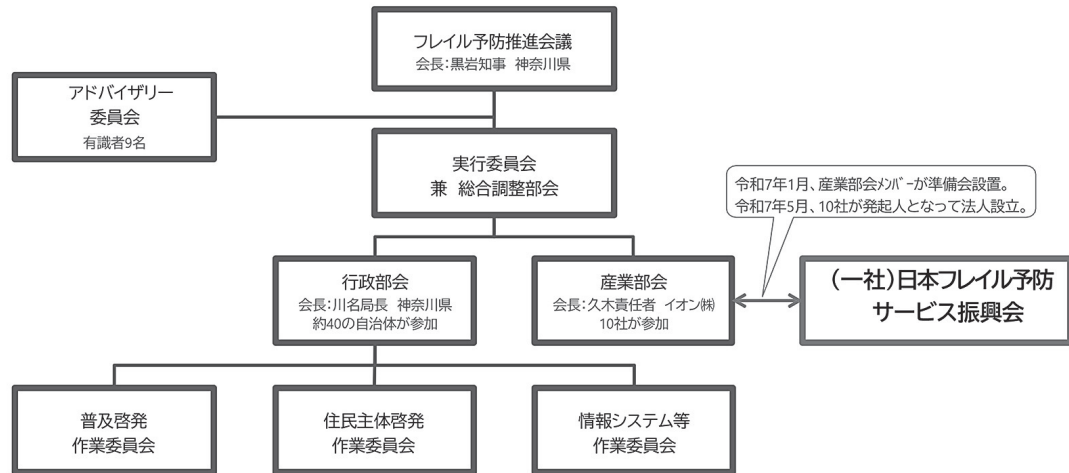 フレイル予防推進会議
会長：黒岩知事 神奈川県
アドバイザリー
委員会
有識者9名
実行委員会
兼 総合調整部会
令和7年1月、産業部会ﾒﾝﾊﾞｰが準備会設置。
令和7年5月、10社が発起人となって法人設立。
行政部会
会長：川名局長 神奈川県
約40の自治体が参加
産業部会
会長：久木責任者 イオン㈱
10社が参加
（一社）日本フレイル予防
サービス振興会
普及啓発
作業委員会
住民主体啓発
作業委員会
情報システム等
作業委員会